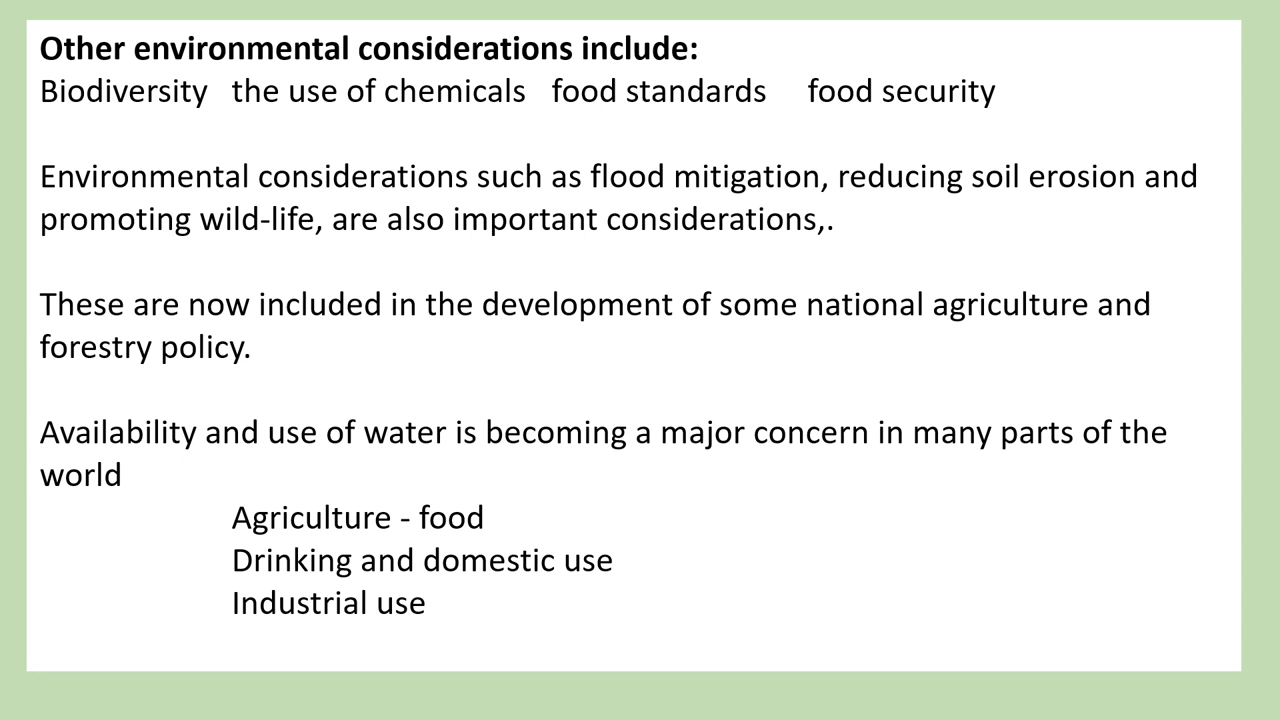 Other environmental considerations include:
Biodiversity the use of chemicals food standards food security
Environmental considerations such as flood mitigation, reducing soil erosion and
promoting wild-life, are also important considerations,.
These are now included in the development of some national agriculture and
forestry policy.
Availability and use of water is becoming a major concern in many parts of the
world
Agriculture - food
Drinking and domestic use
Industrial use